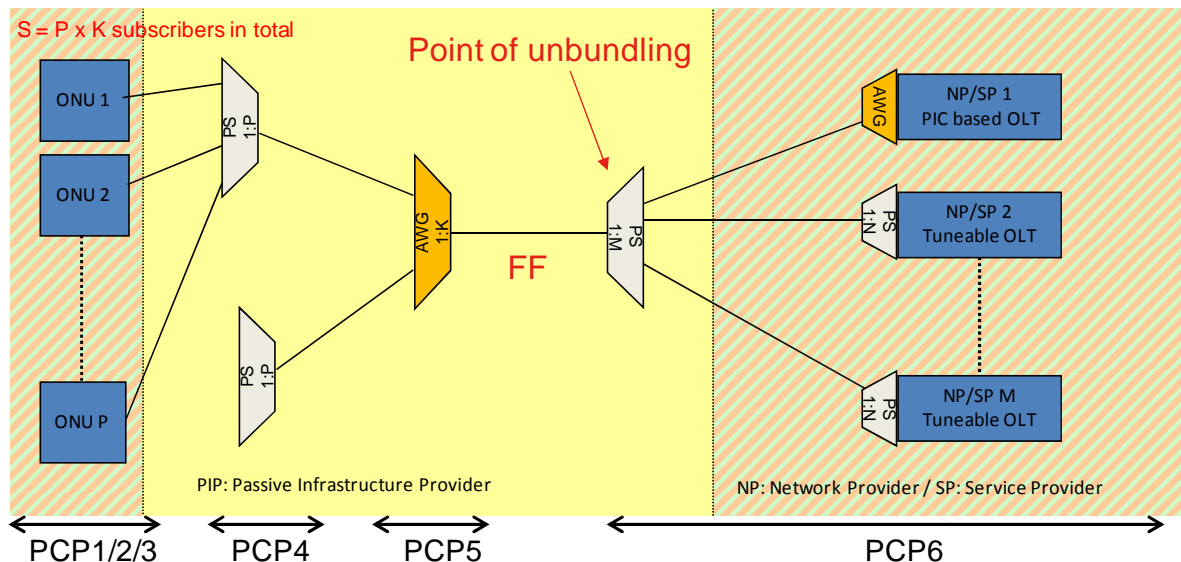 S = P x K subscribers in total
Point of unbundling
ONU 1
ONU 2
ONU P
PS
1:P
PS
1:P
AWG
1:K
FF
PS
1:M
AWG
NP/SP 1
PIC based OLT
PS
1:N
NP/SP 2
Tuneable OLT
PS
1:N
NP/SP M
Tuneable OLT
PIP: Passive Infrastructure Provider
NP: Network Provider / SP: Service Provider
PCP1/2/3
PCP4
PCP5
PCP6